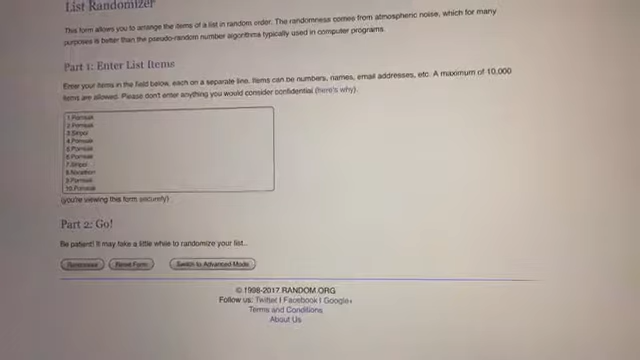 List Randomizer
This form allows you to arrange the items of a list in random order. The randomness comes from atmospheric noise, which for many
purposes is better than the pseudo-random number algorithms typically used in computer programs.
Part 1: Enter List Items
Enter your items in the field below, each on a separate line. Items can be numbers, names, email addresses, etc. A maximum of 10,000
items are allowed. Please don't enter anything you would consider confidential (here's why).
(you're viewing this form securely)
Part 2: Go!
Be patient! It may take a little while to randomize your list...
Randomize Reset Form Switch to Advanced Mode
© 1998-2017 RANDOM.ORG
Follow us: Twitter | Facebook | Google+
Terms and Conditions
About Us